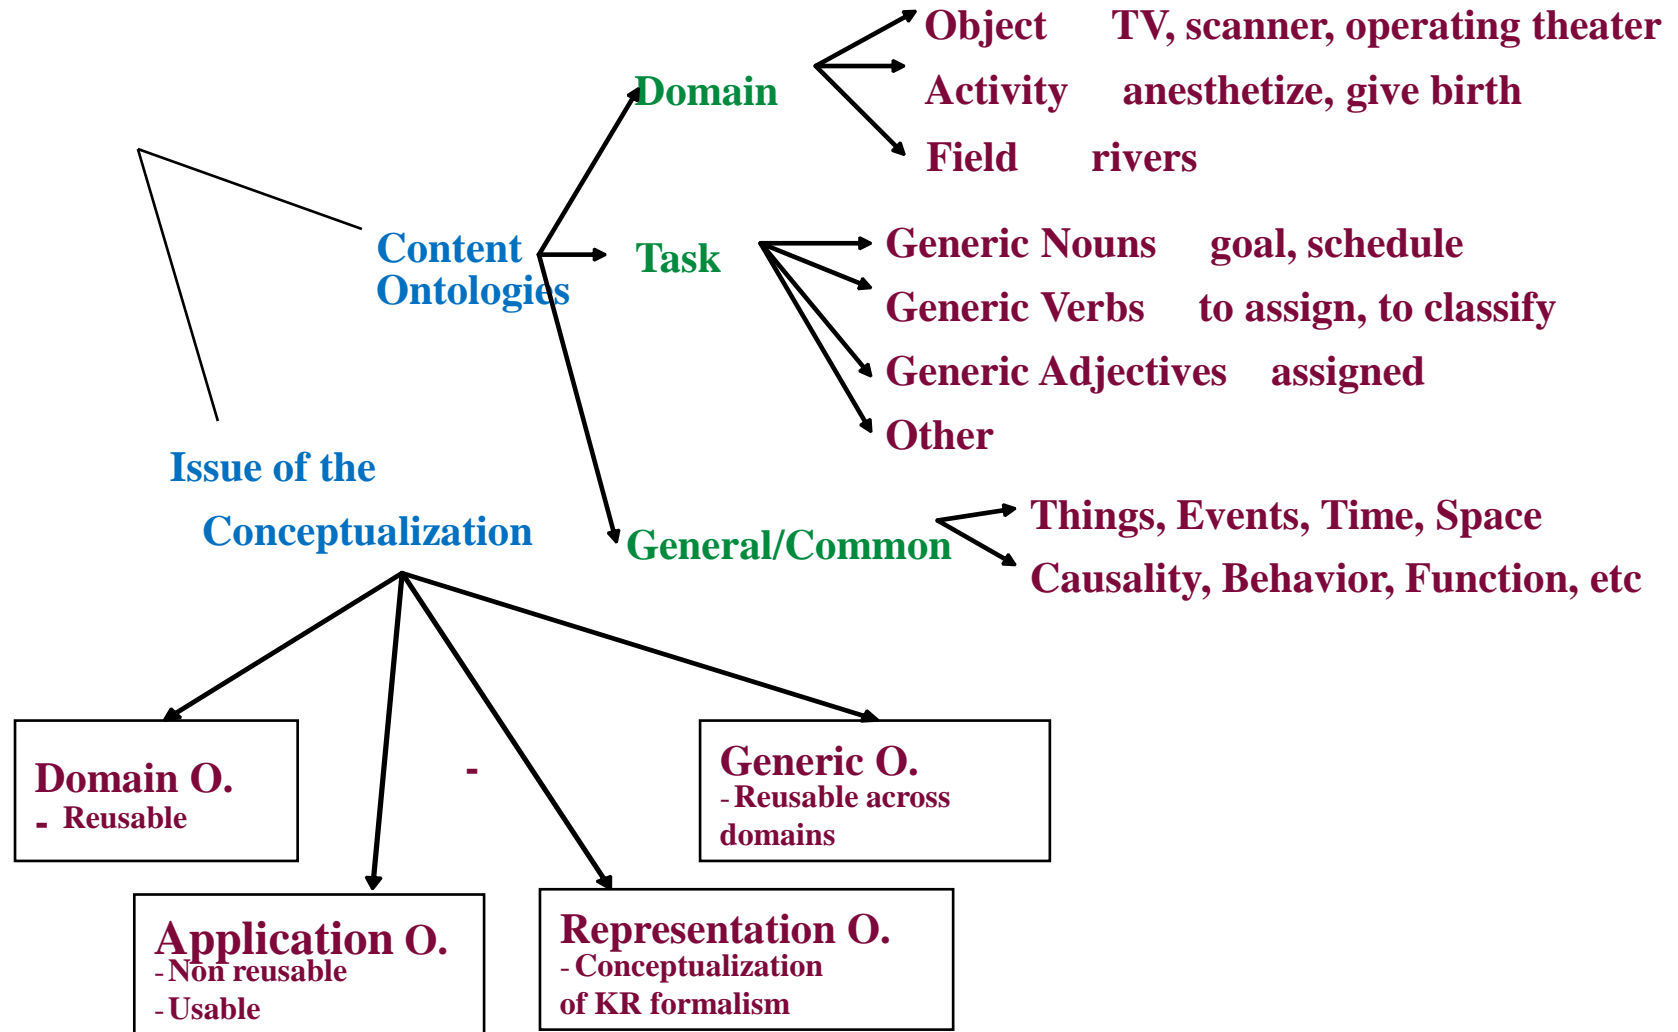 Object TV, scanner, operating theater
Domain
Activity anesthetize, give birth
Field rivers
Content
Ontologies
Task
Generic Nouns goal, schedule
Generic Verbs to assign, to classify
Generic Adjectives assigned
Other
Issue of the
Conceptualization
General/Common
Things, Events, Time, Space
Causality, Behavior, Function, etc
Domain O.
- Reusable
-
Generic O.
- Reusable across
domains
Application O.
- Non reusable
- Usable
Representation O.
- Conceptualization
of KR formalism